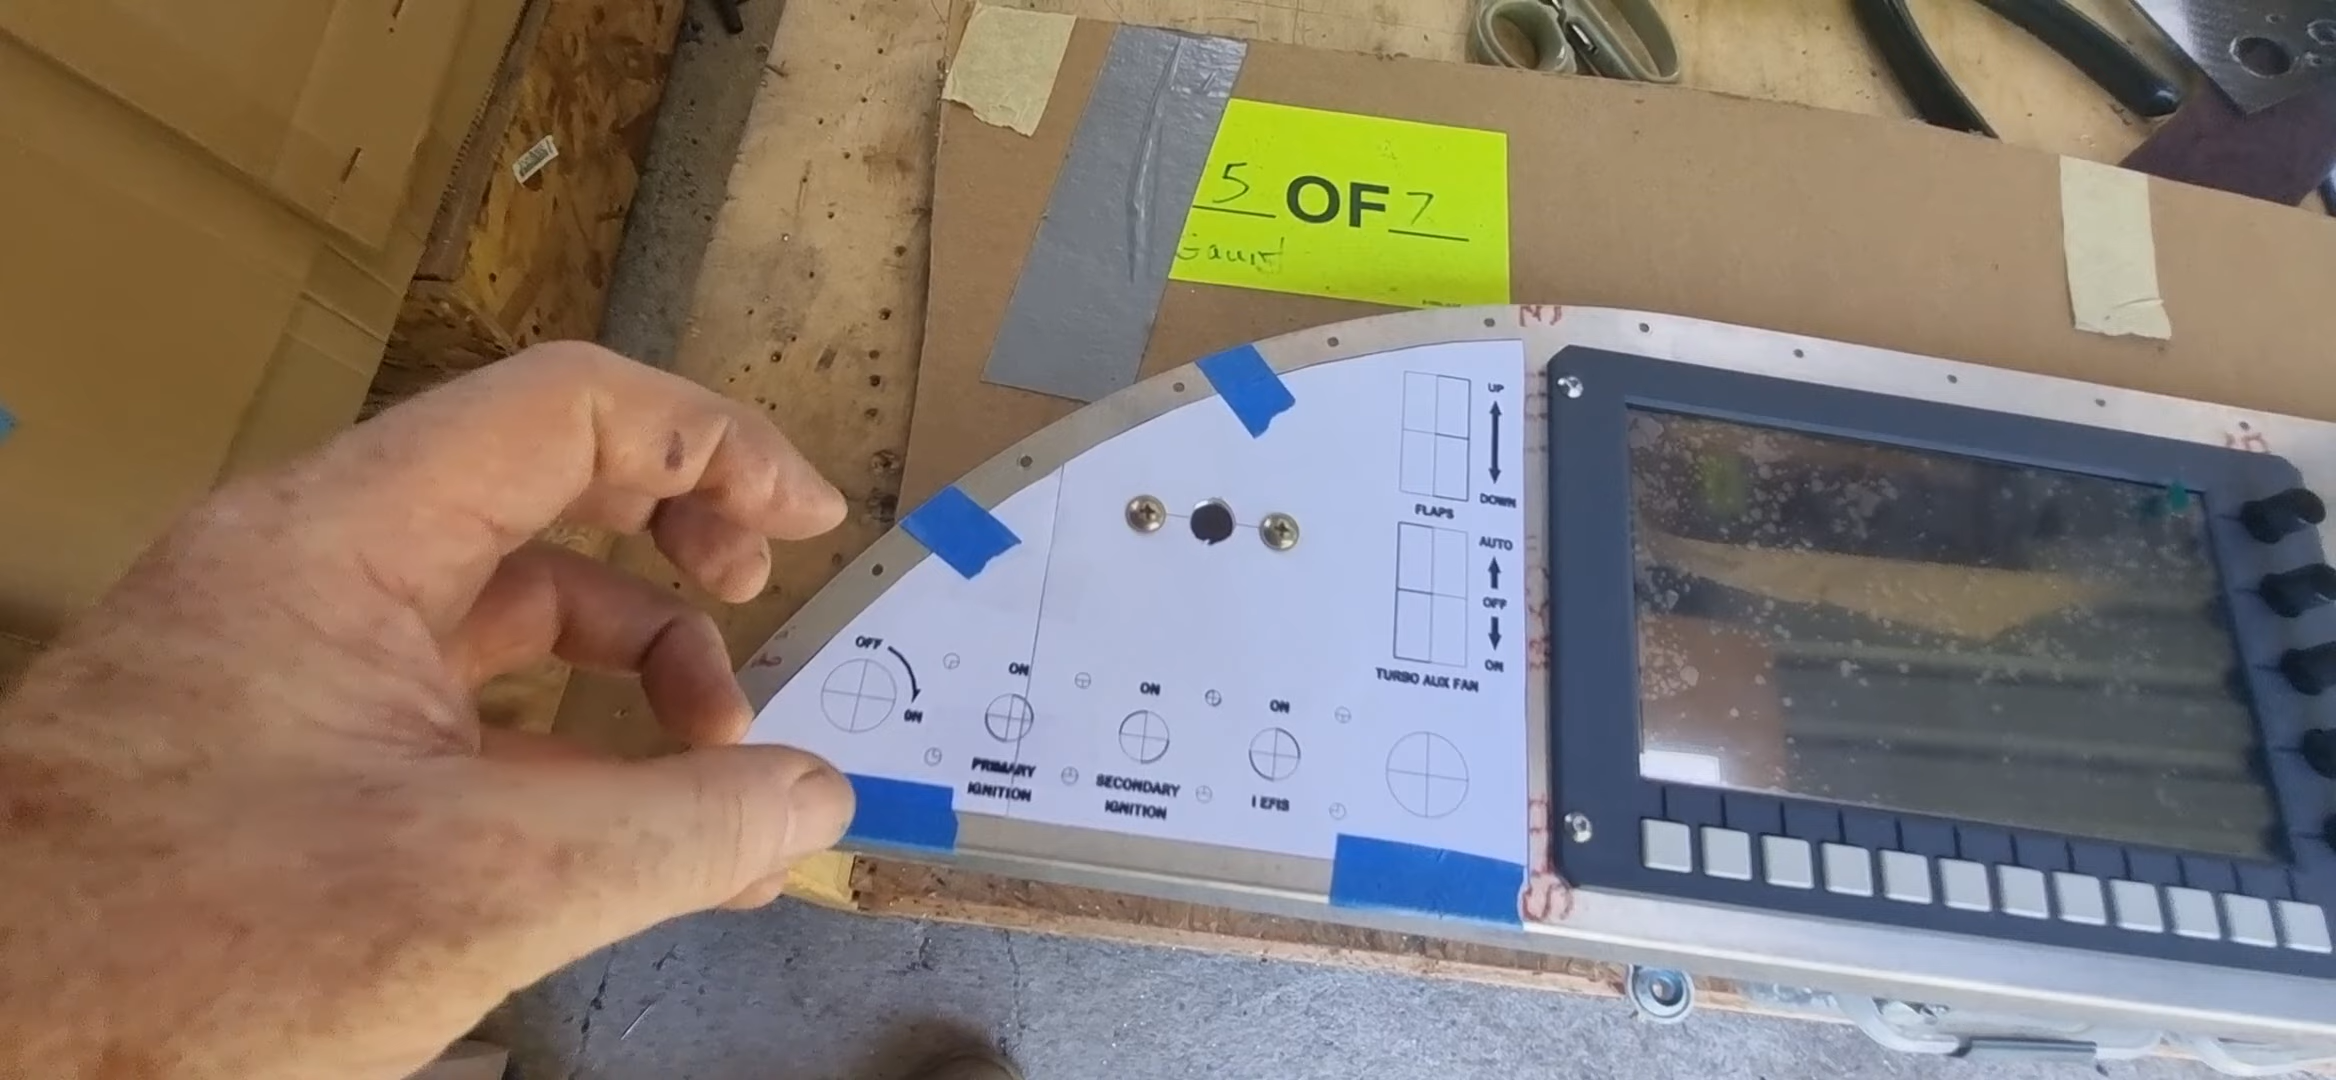 5 OF 7
UP
DOWN
FLAPS
AUTO
OFF
ON
TURBO AUX FAN
OFF
ON
ON
PRIMARY
IGNITION
ON
SECONDARY
IGNITION
ON
I EFIS